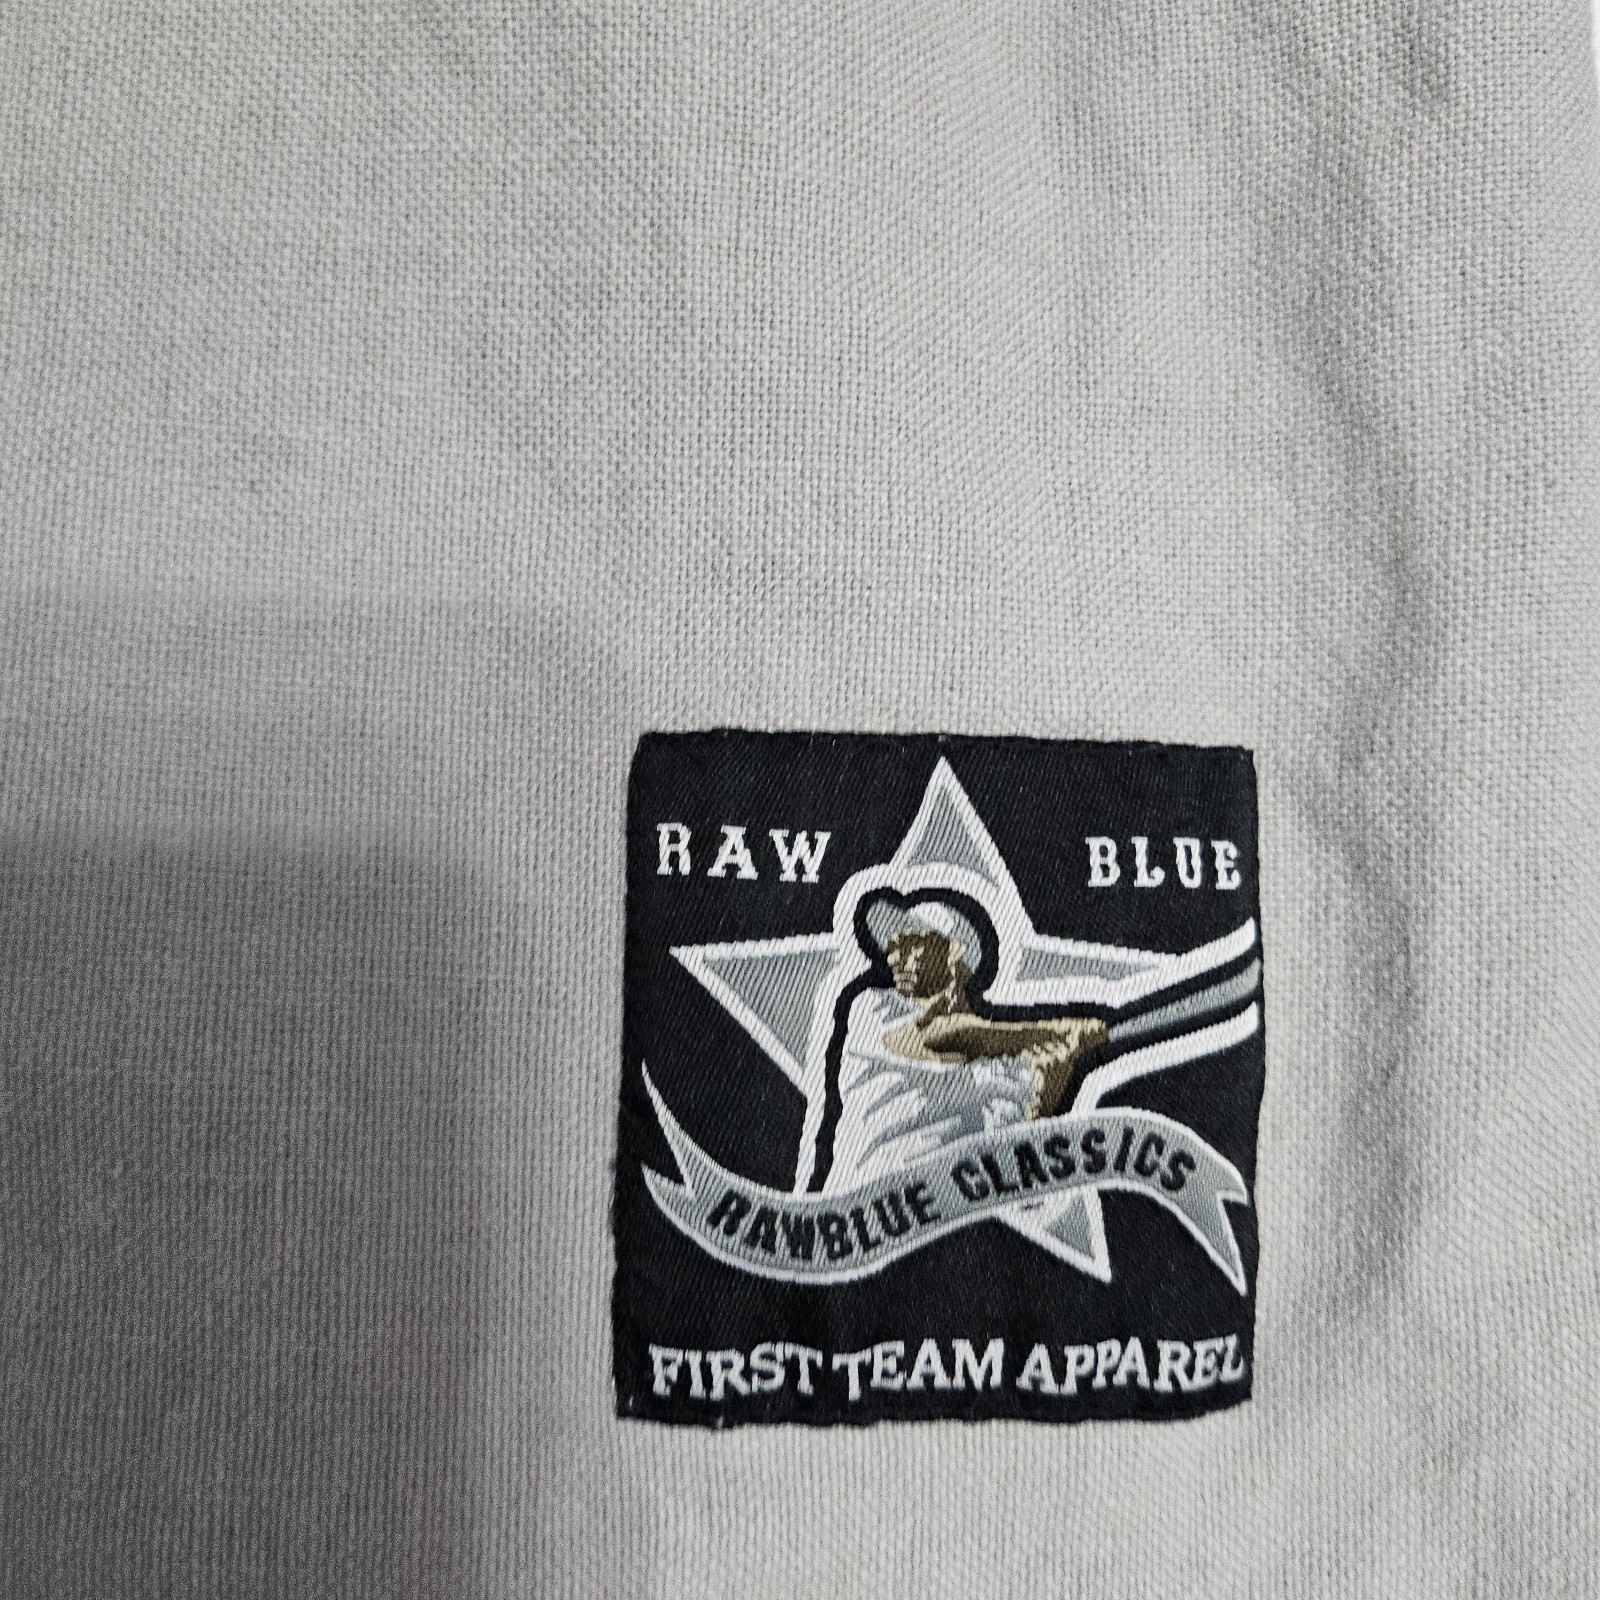 RAW BLUE
RAWBLUE CLASSICS
FIRST TEAM APPAREL